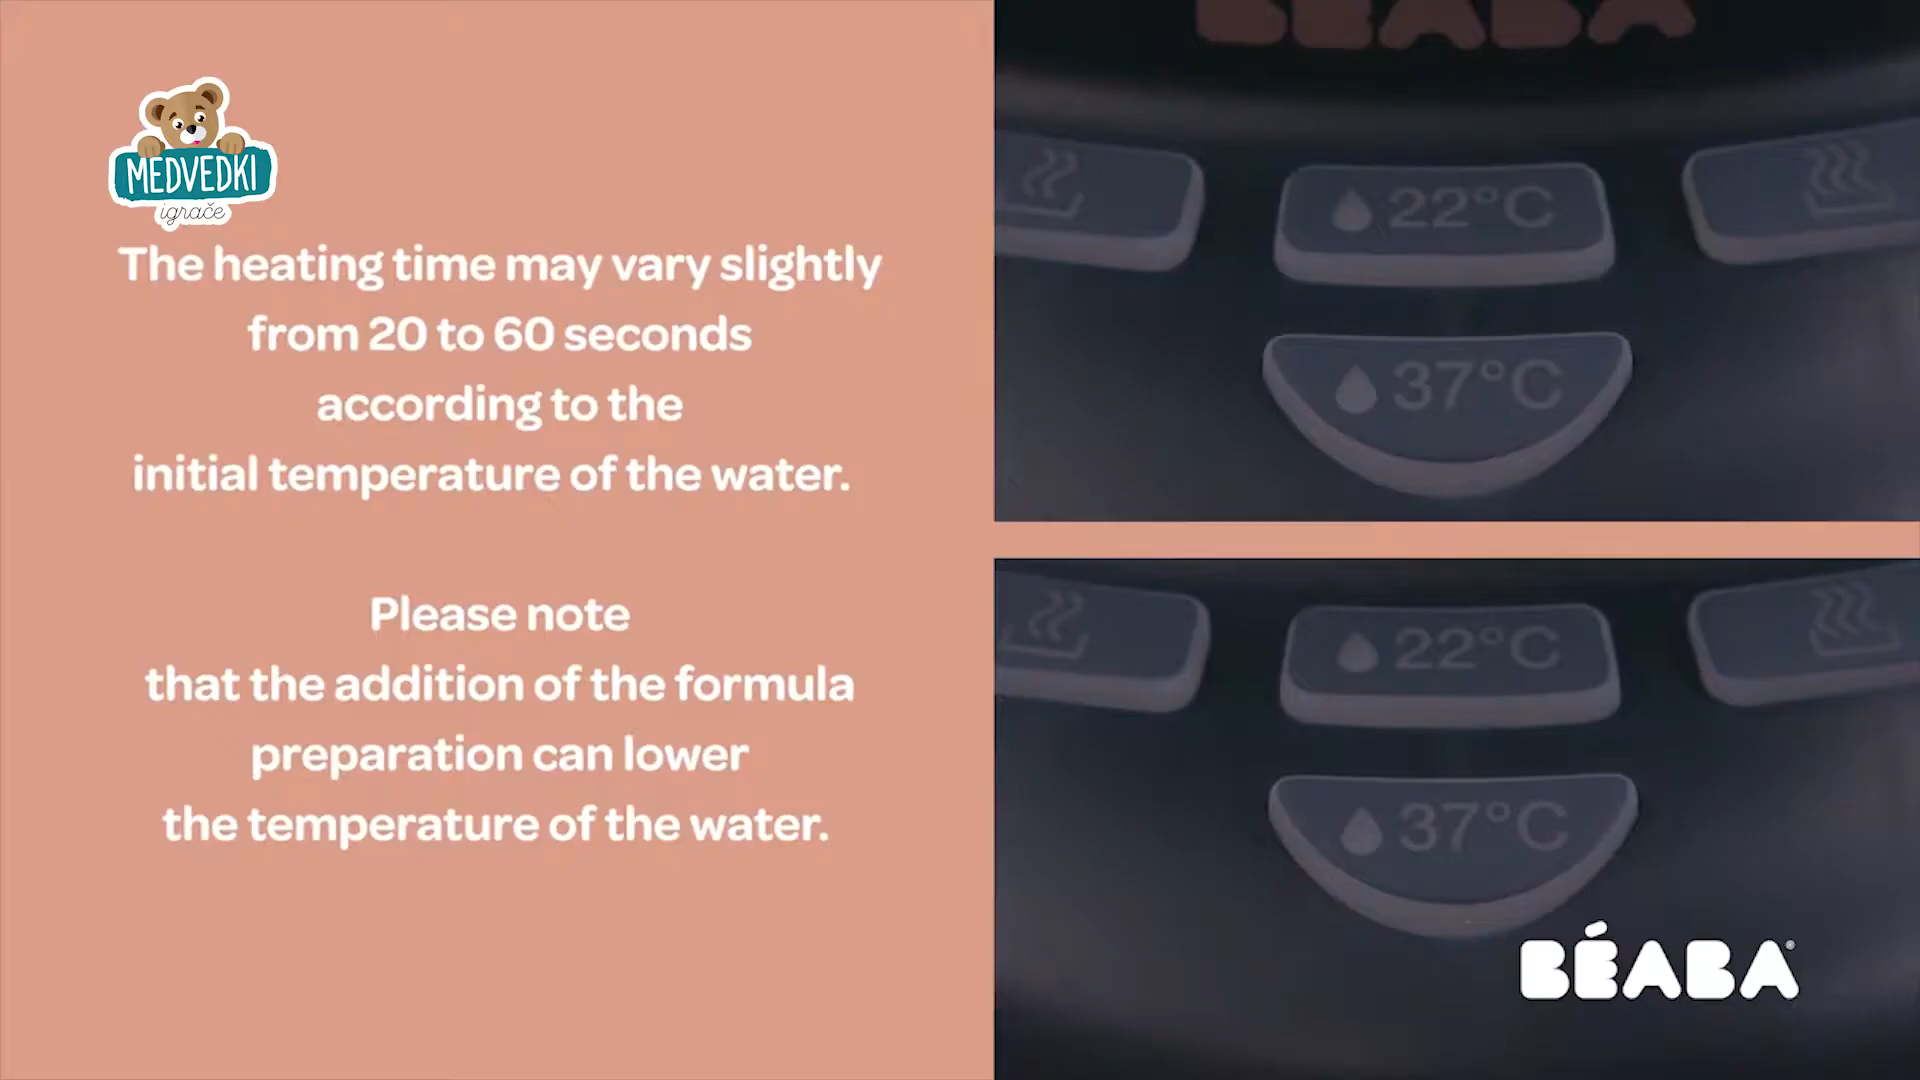 MEDVEDKI
igrače
The heating time may vary slightly
from 20 to 60 seconds
according to the
initial temperature of the water.
Please note
that the addition of the formula
preparation can lower
the temperature of the water.
BÉABA
22°C
37°C
22°C
37°C
BÉABA®